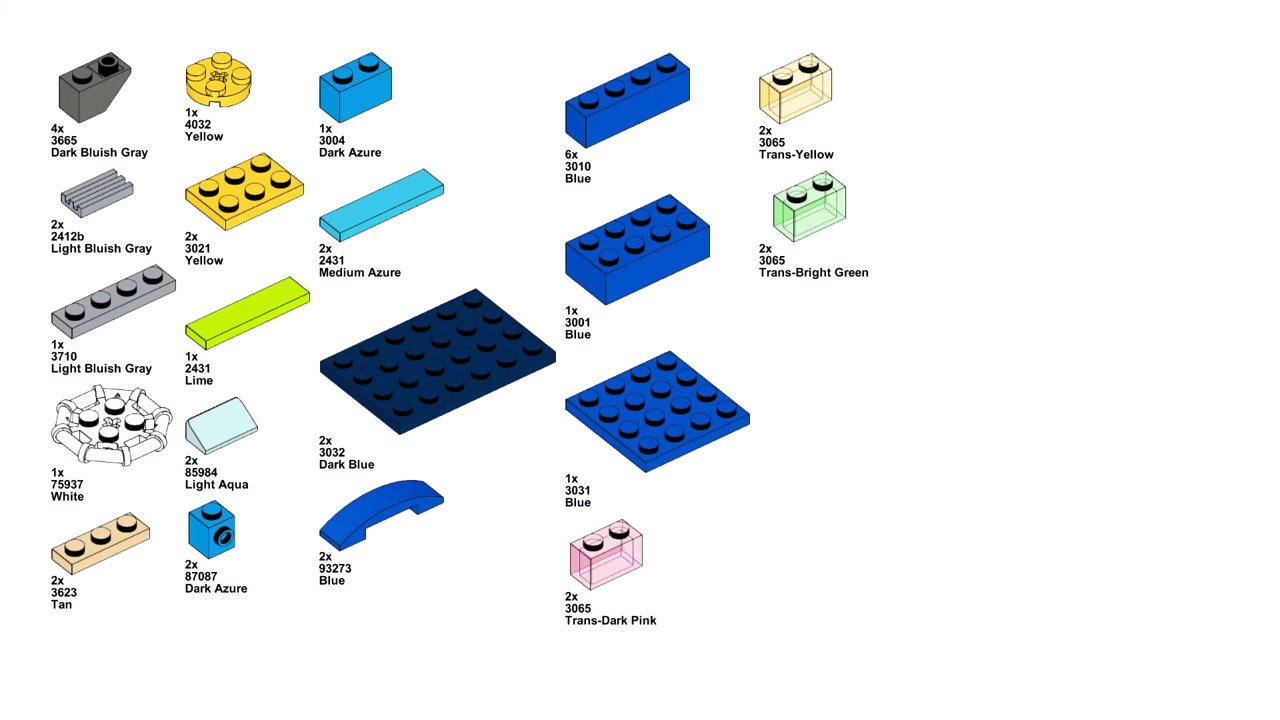 4x
3665
Dark Bluish Gray
2x
2412b
Light Bluish Gray
1x
3710
Light Bluish Gray
1x
75937
White
2x
3623
Tan
1x
4032
Yellow
2x
3021
Yellow
1x
2431
Lime
2x
85984
Light Aqua
2x
87087
Dark Azure
1x
3004
Dark Azure
2x
2431
Medium Azure
2x
3032
Dark Blue
2x
93273
Blue
6x
3010
Blue
1x
3001
Blue
1x
3031
Blue
2x
3065
Trans-Dark Pink
2x
3065
Trans-Yellow
2x
3065
Trans-Bright Green